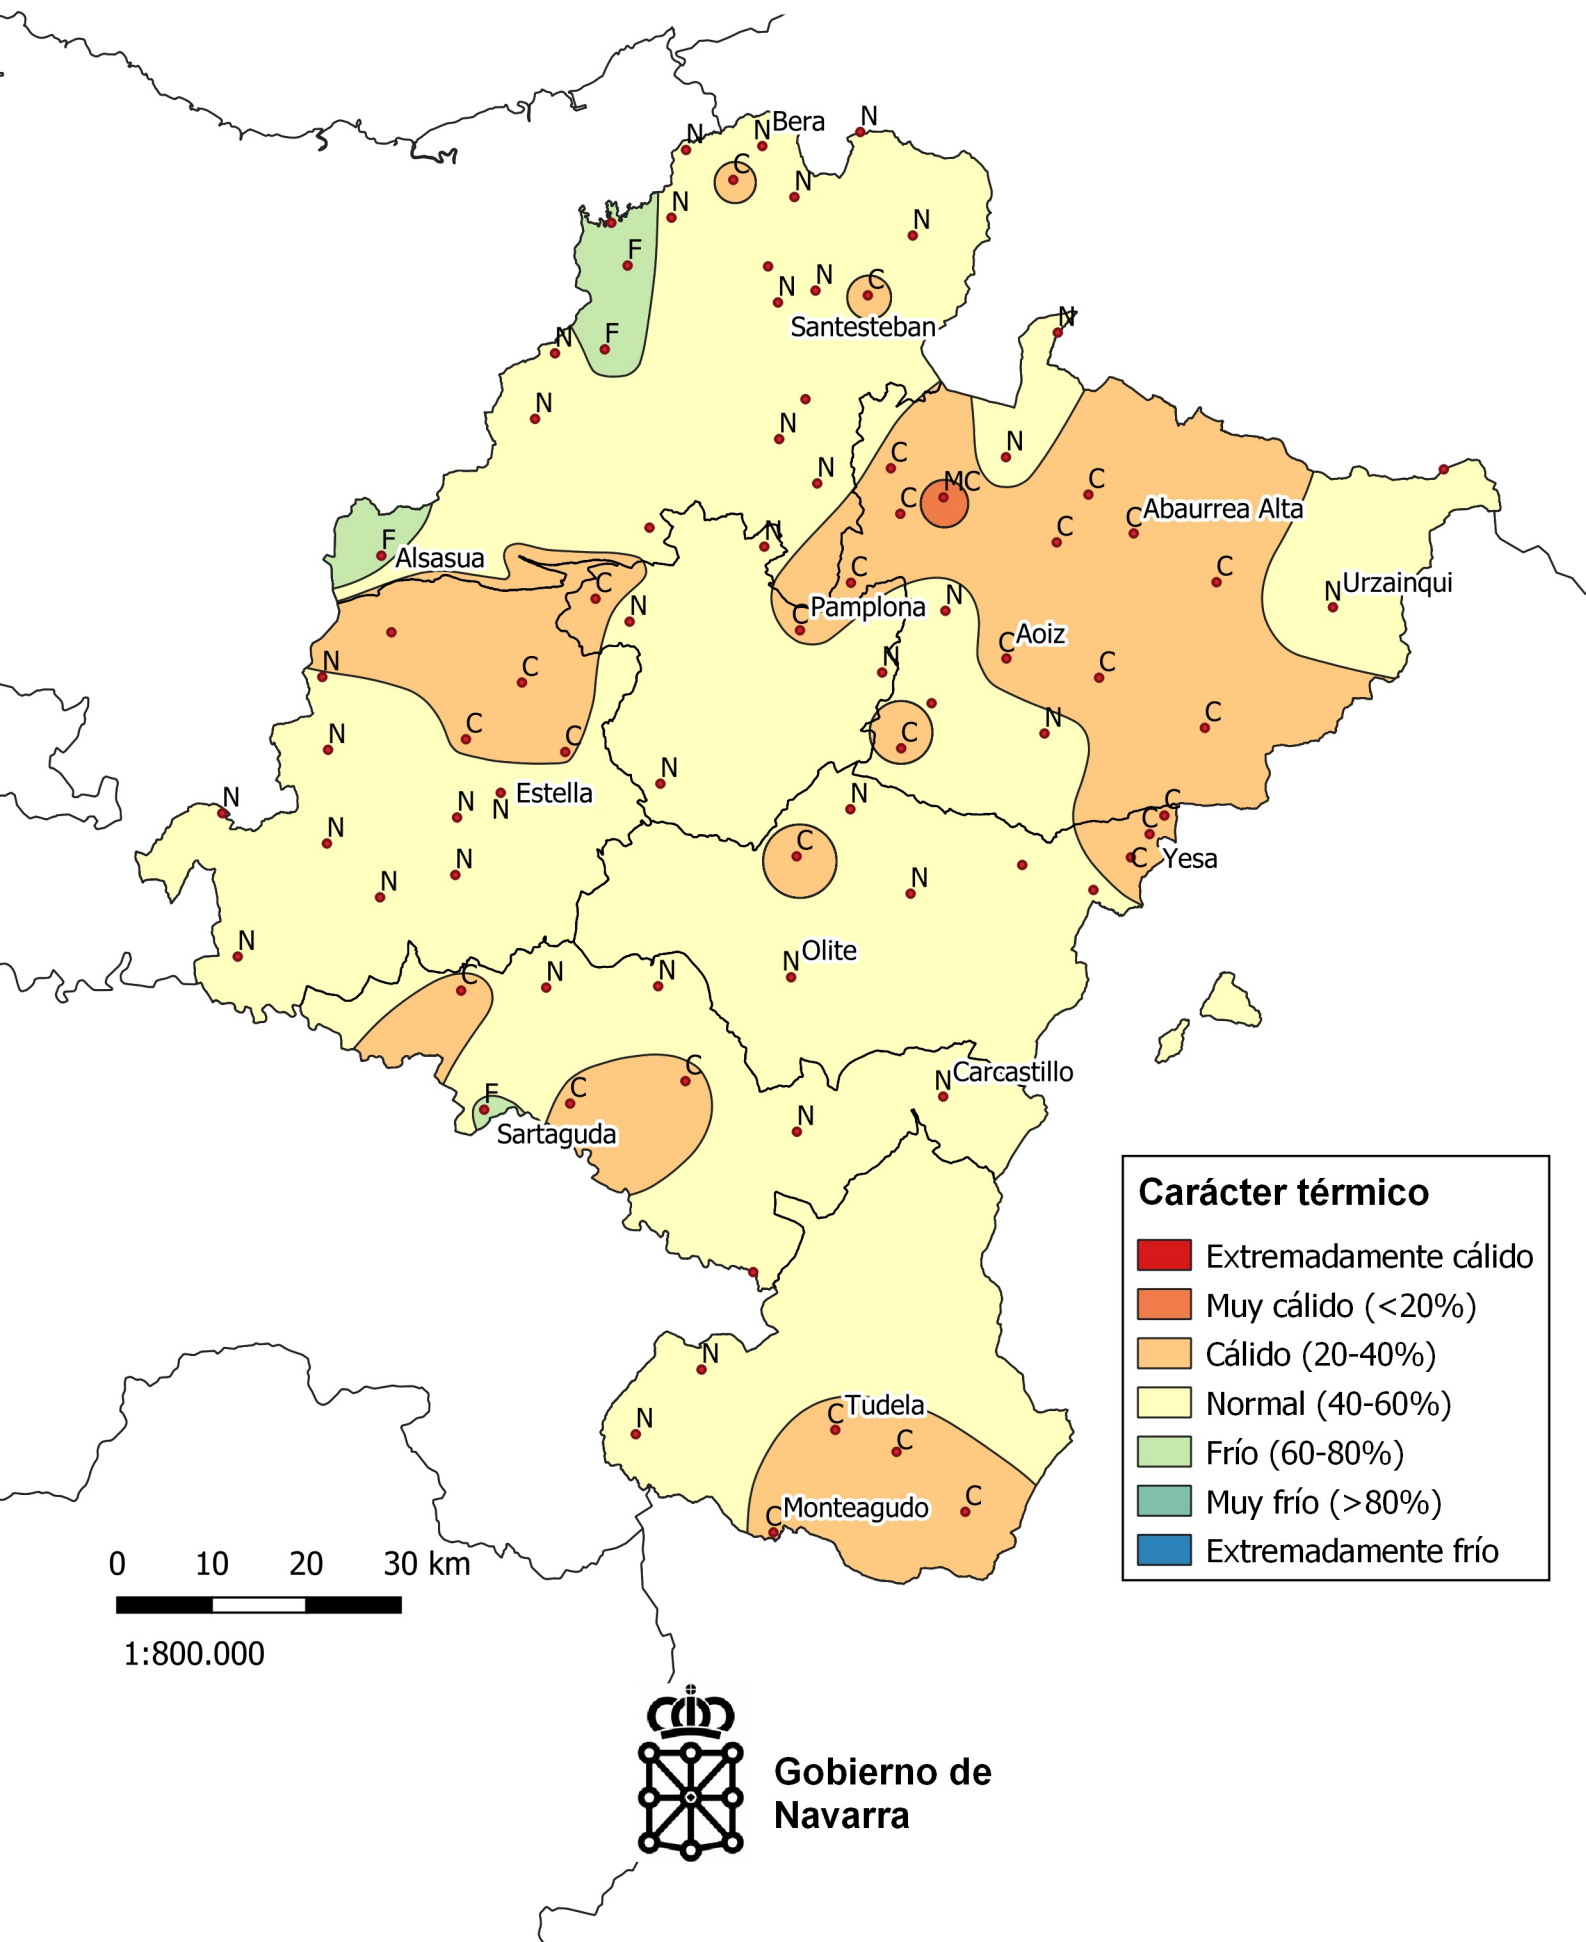 N
N Bera
N
C
N
N
N
F
N
N
C
Santesteban
N
N
F
N
N
N
N
C
MC
C
C
Abaurrea Alta
C
C
N
F
Alsasua
C
C
N
Urzainqui
C
N
N
Pamplona
C
Aoiz
C
N
N
C
C
C
N
C
C
N
C
N
C
N
N
Estella
N
N
N
N
C
C
Yesa
C
N
C
N
N
N
N
Olite
N
C
N
N
C
Carcastillo
N
C
F
N
Sartaguda
Carácter térmico
Extremadamente cálido
Muy cálido (<20%)
Cálido (20-40%)
Normal (40-60%)
Frío (60-80%)
Muy frío (>80%)
Extremadamente frío
N
Tudela
C
N
C
C
Monteagudo
C
0 10 20 30 km
1:800.000
Gobierno de
Navarra